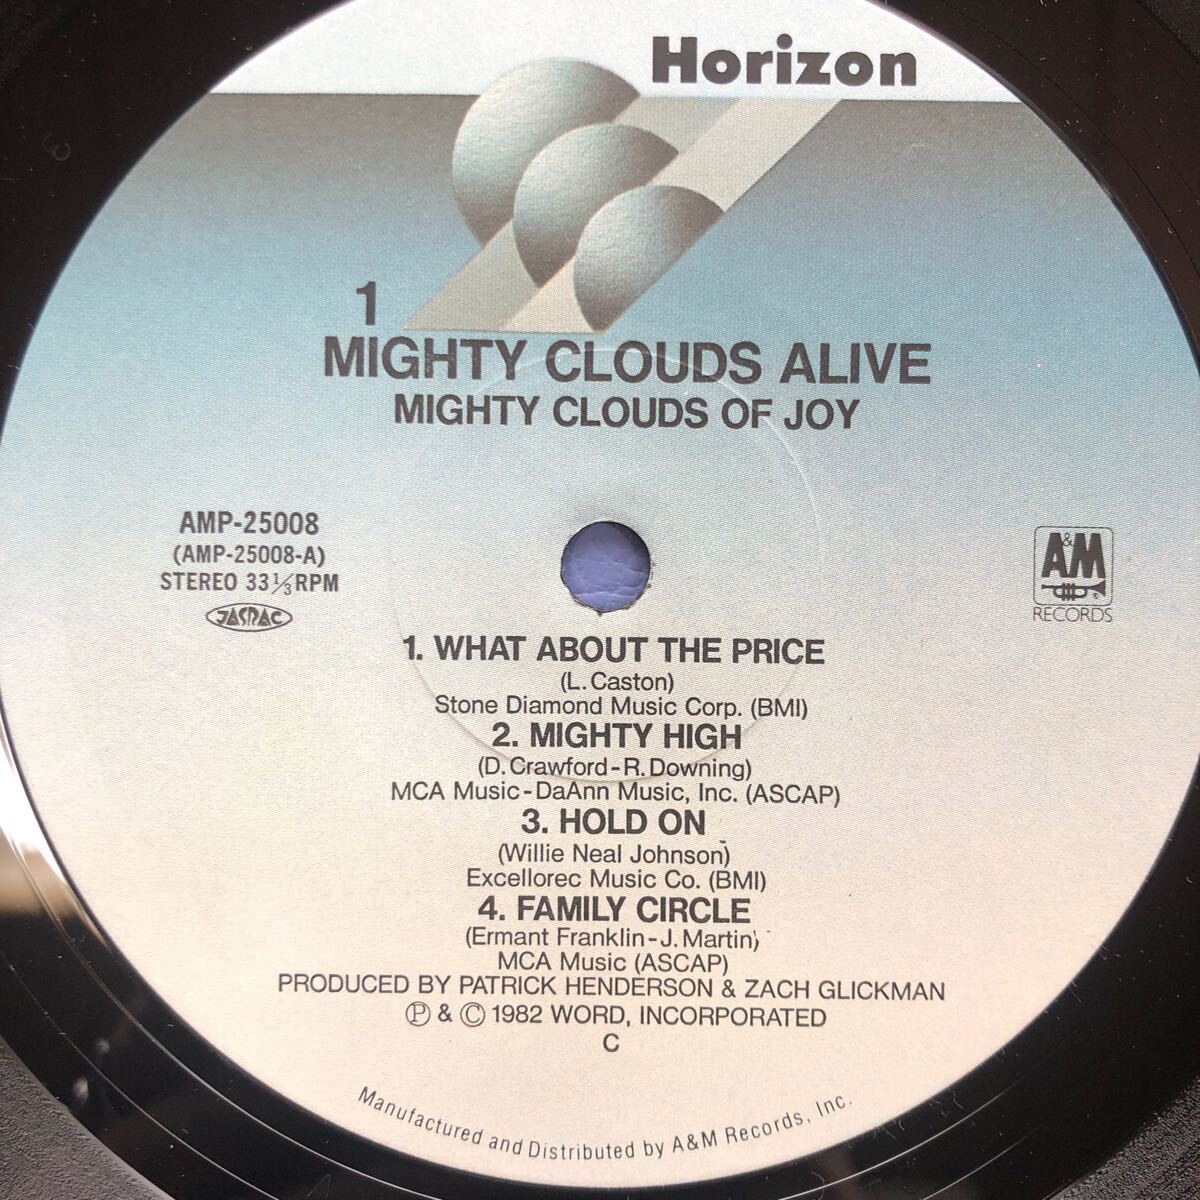 Horizon
1
MIGHTY CLOUDS ALIVE
MIGHTY CLOUDS OF JOY
AMP-25008
(AMP-25008-A)
STEREO 33⅓RPM
JASRAC
A&M
RECORDS
1. WHAT ABOUT THE PRICE
(L. Caston)
Stone Diamond Music Corp. (BMI)
2. MIGHTY HIGH
(D. Crawford-R. Downing)
MCA Music-DaAnn Music, Inc. (ASCAP)
3. HOLD ON
(Willie Neal Johnson)
Excellorec Music Co. (BMI)
4. FAMILY CIRCLE
(Ermant Franklin-J. Martin)
MCA Music (ASCAP)
PRODUCED BY PATRICK HENDERSON & ZACH GLICKMAN
Ⓟ & © 1982 WORD, INCORPORATED
C
Manufactured and Distributed by A&M Records, Inc.